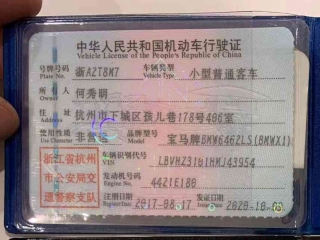 中华人民共和国机动车行驶证
Vehicle License of the People's Republic of China
号牌号码 浙AZT8M7 车辆类型 小型普通客车
Plate No. Vehicle Type
所有人 何秀明
Owner
住址 杭州市下城区孩儿巷178号406室
Address
使用性质 非营运 品牌型号 宝马牌BMW6462LS(BMWX1)
Use Character Model
浙江省杭州 车辆识别代号
VIN
市公安局交 发动机号码
Engine No.
通警察支队 注册日期 2017-08-17 发证日期
Register Date Issue Date